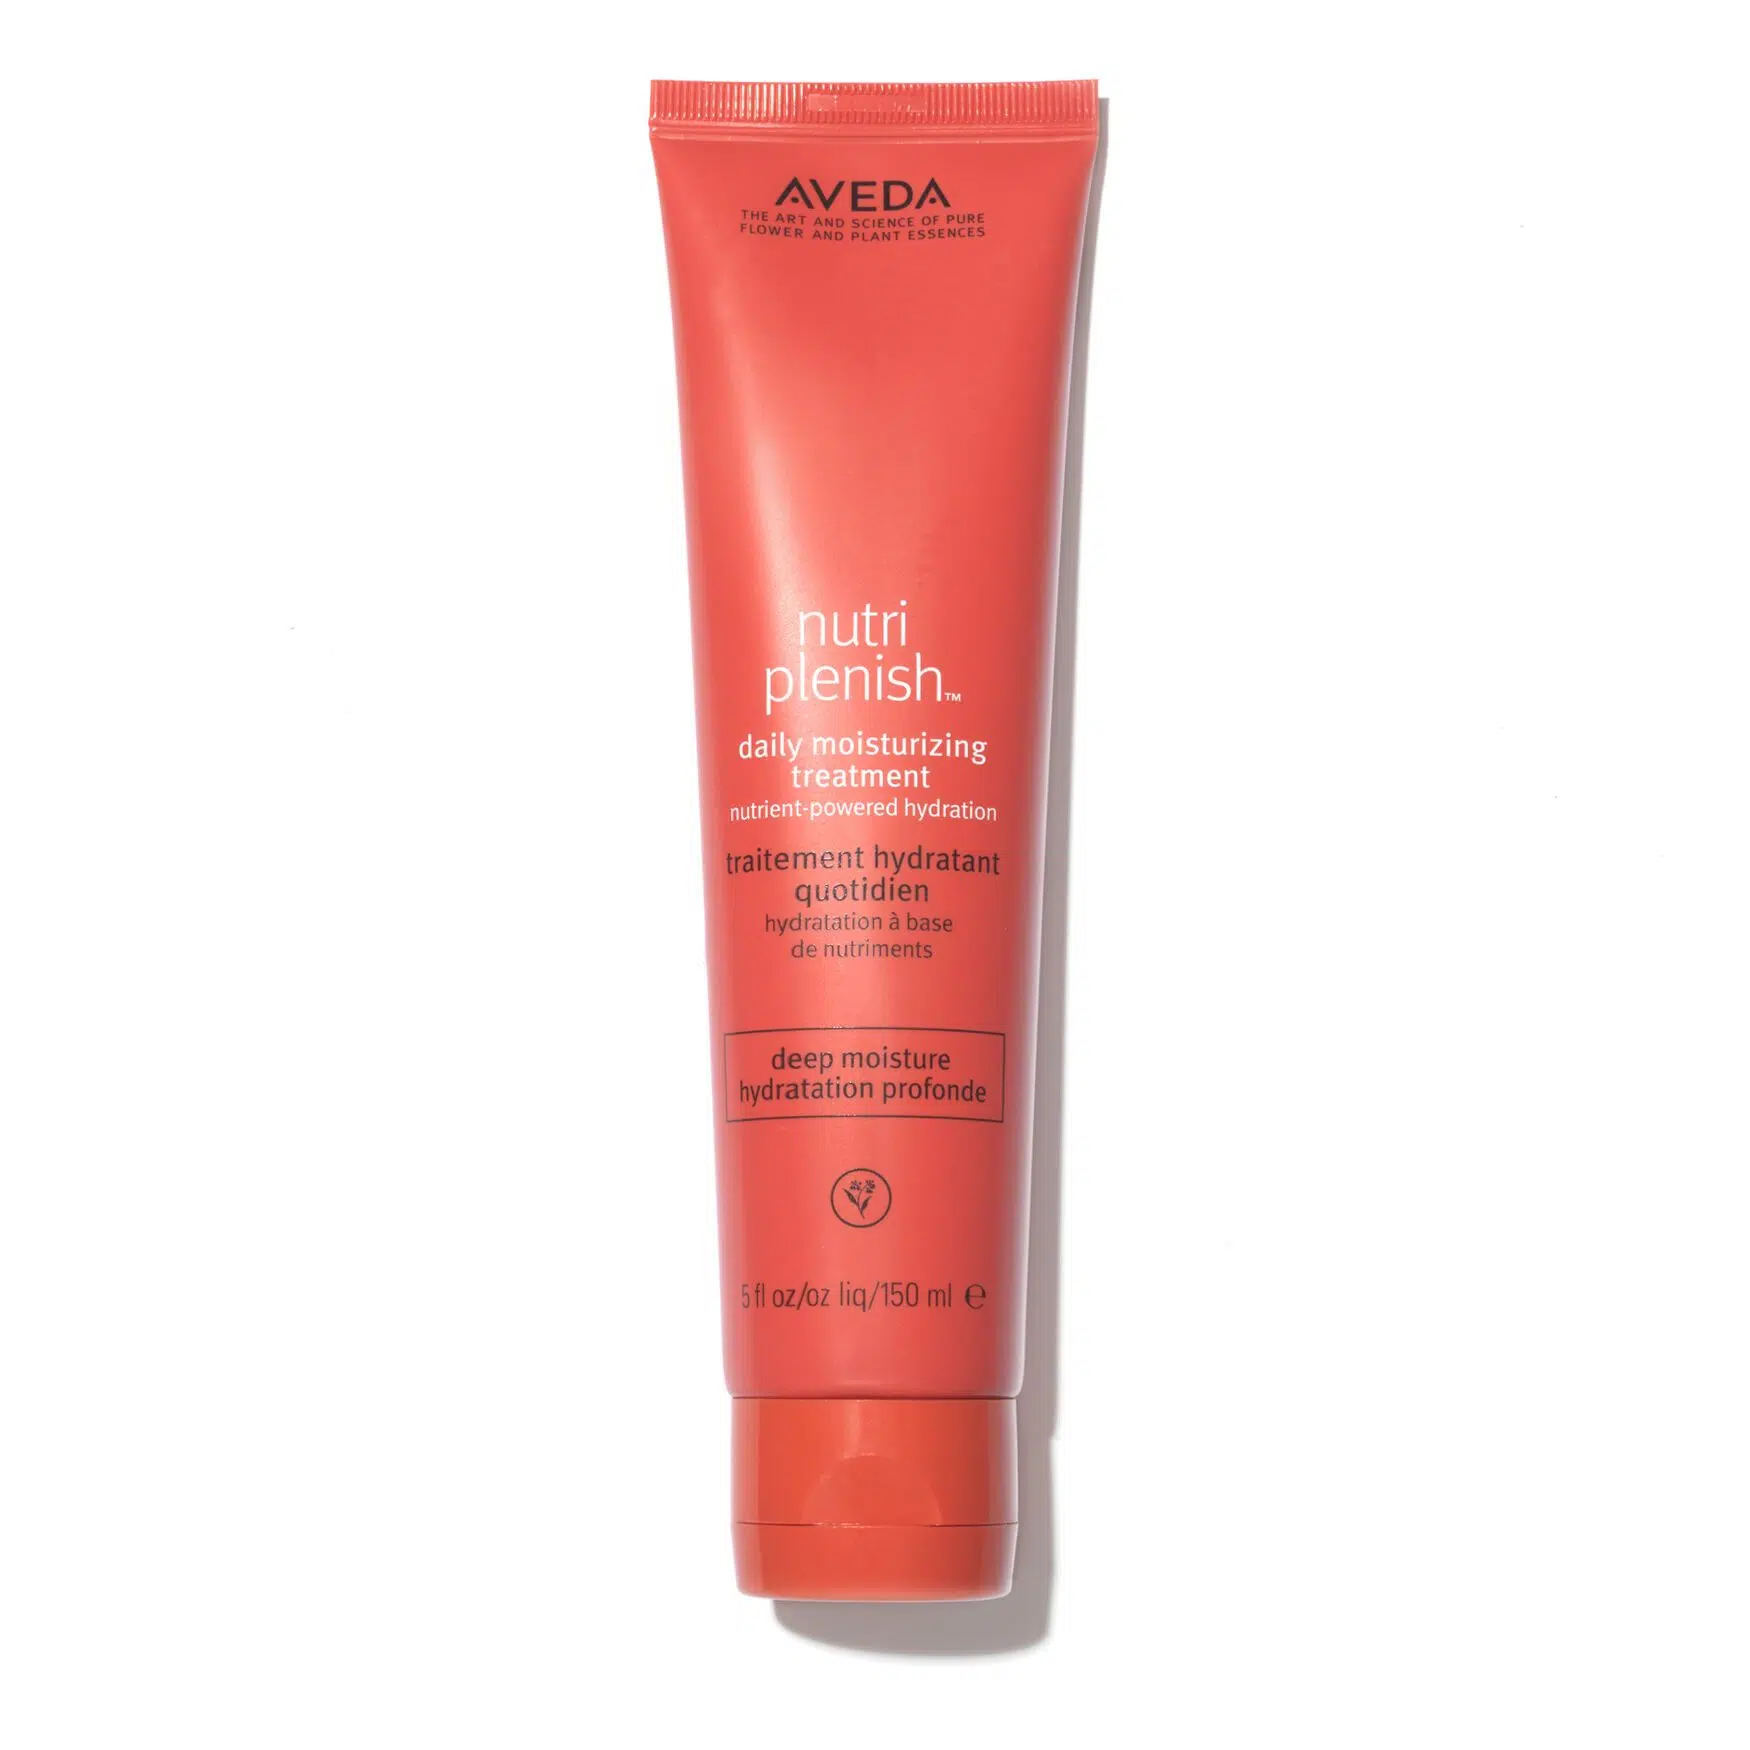 AVEDA
THE ART AND SCIENCE OF PURE
FLOWER AND PLANT ESSENCES
nutri
plenish™
daily moisturizing
treatment
nutrient-powered hydration
traitement hydratant
quotidien
hydratation à base
de nutriments
deep moisture
hydratation profonde
5 fl oz/oz liq/150 ml ℮